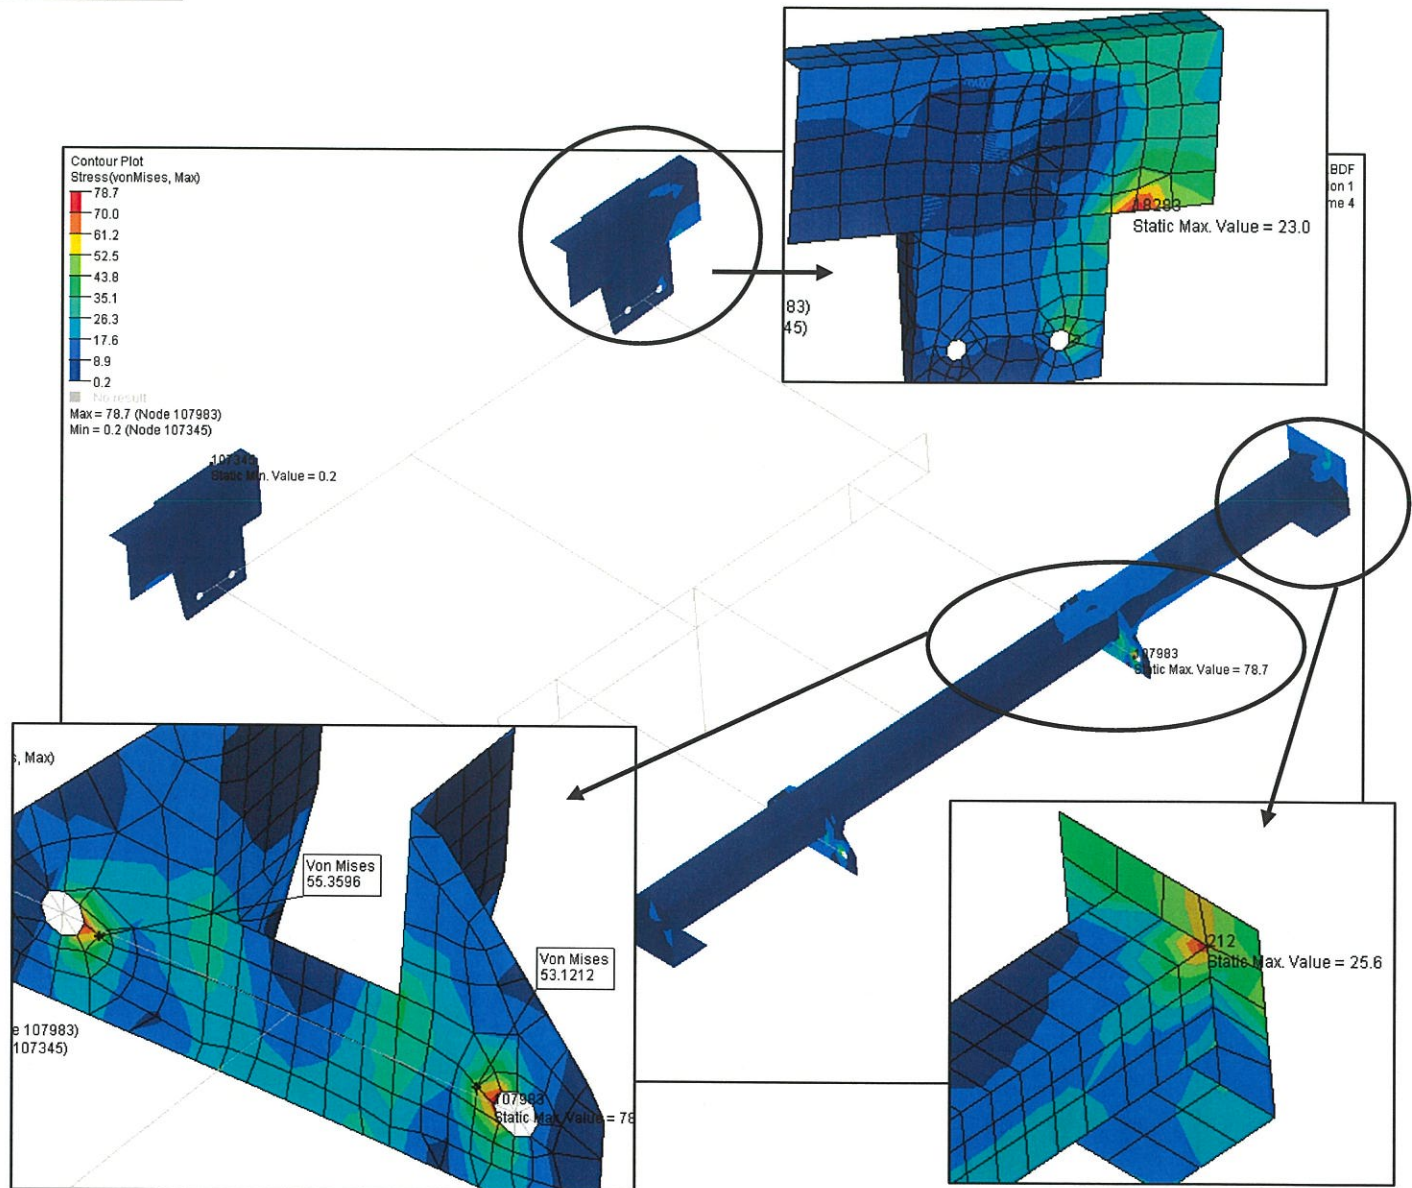 Contour Plot
Stress(vonMises, Max)
78.7
70.0
61.2
52.5
43.8
35.1
26.3
17.6
8.9
0.2
No result
Max = 78.7 (Node 107983)
Min = 0.2 (Node 107345)
.BDF
ion 1
me 4
18283
Static Max. Value = 23.0
83)
45)
107345
Static Min. Value = 0.2
107983
Static Max. Value = 78.7
s, Max)
Von Mises
55.3596
Von Mises
53.1212
e 107983)
107345)
107983
Static Max. Value = 78
212
Static Max. Value = 25.6